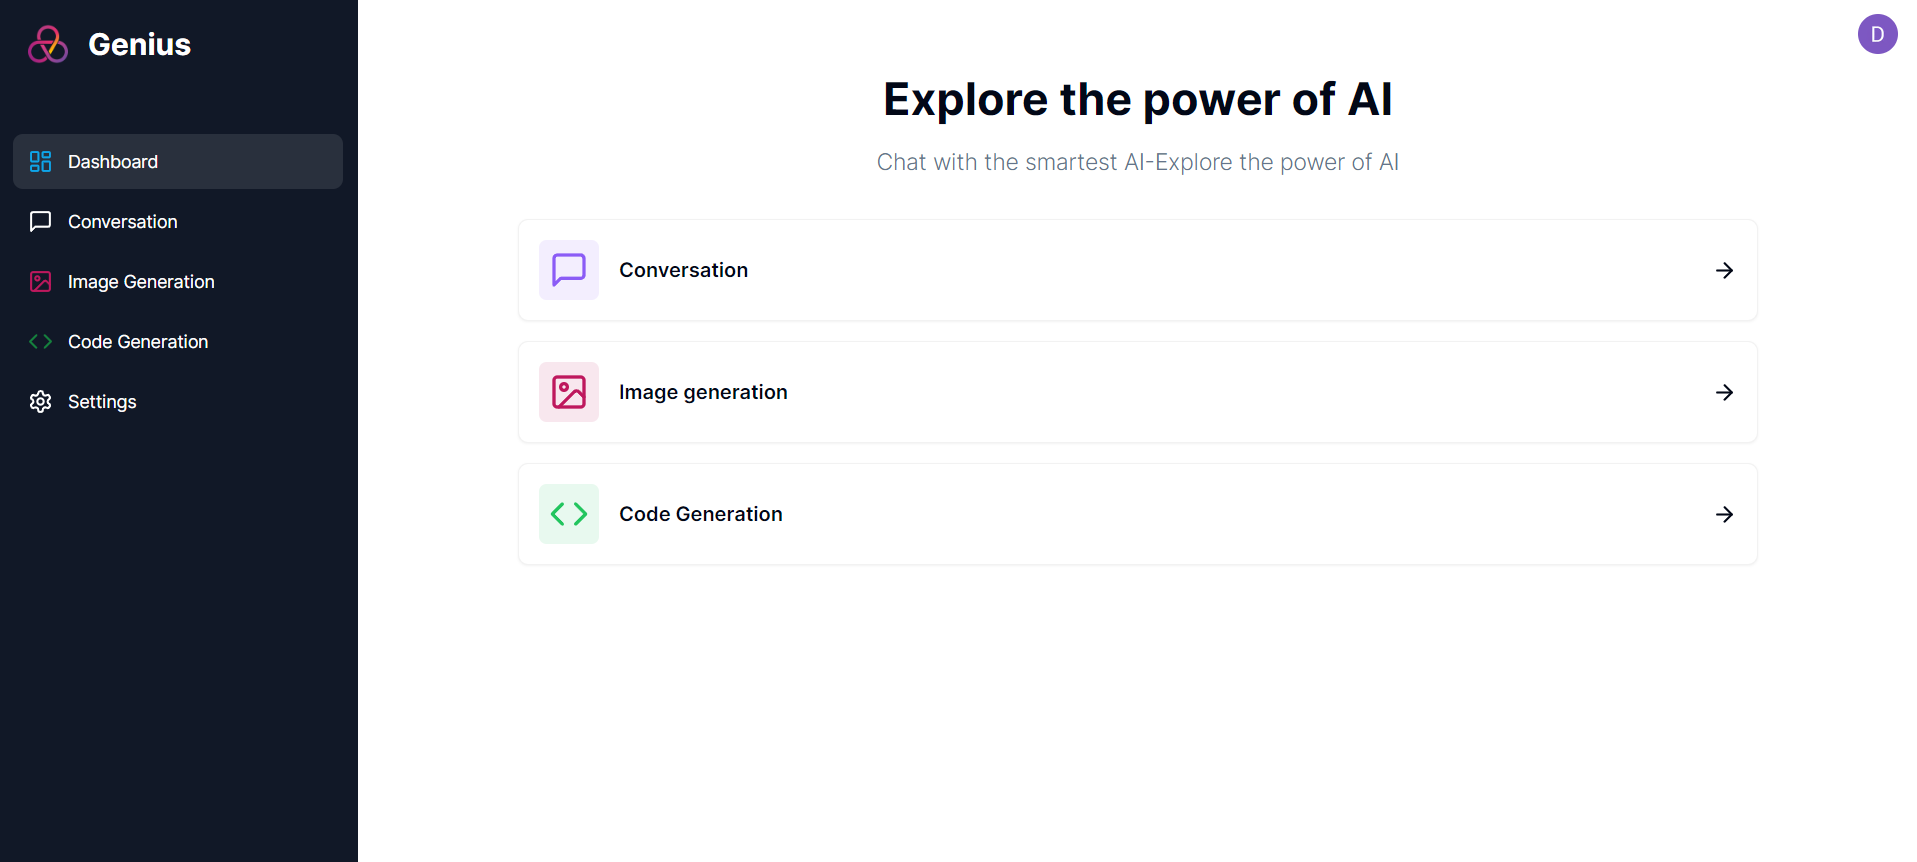 Genius
Dashboard
Conversation
Image Generation
Code Generation
Settings
D
Explore the power of AI
Chat with the smartest AI-Explore the power of AI
Conversation
Image generation
Code Generation